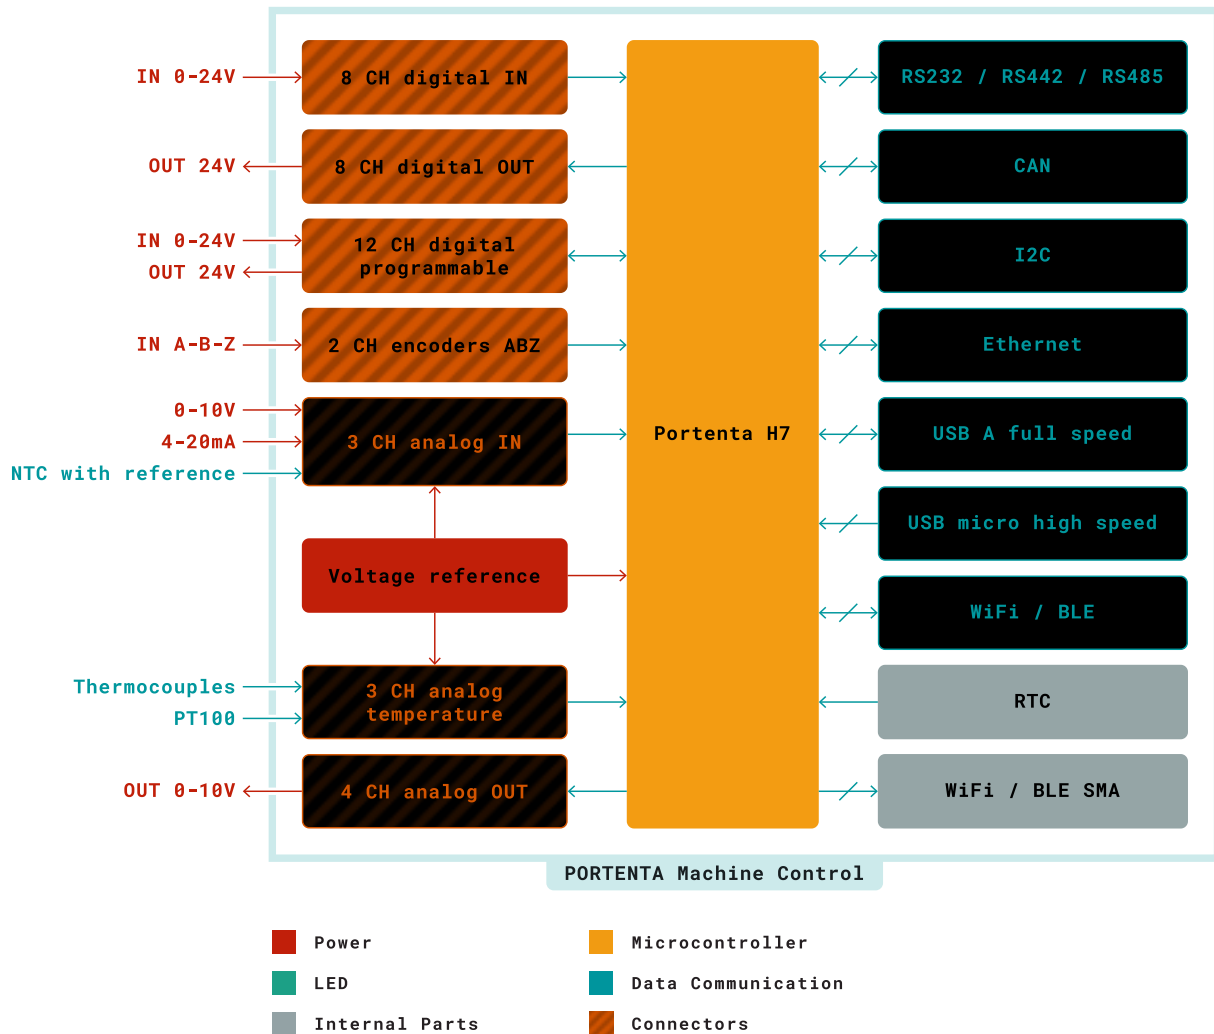 IN 0-24V
8 CH digital IN
RS232 / RS442 / RS485
OUT 24V
8 CH digital OUT
CAN
IN 0-24V
OUT 24V
12 CH digital
programmable
I2C
IN A-B-Z
2 CH encoders ABZ
Ethernet
0-10V
4-20mA
NTC with reference
3 CH analog IN
Portenta H7
USB A full speed
USB micro high speed
Voltage reference
WiFi / BLE
Thermocouples
PT100
3 CH analog
temperature
RTC
OUT 0-10V
4 CH analog OUT
WiFi / BLE SMA
PORTENTA Machine Control
Power
Microcontroller
LED
Data Communication
Internal Parts
Connectors